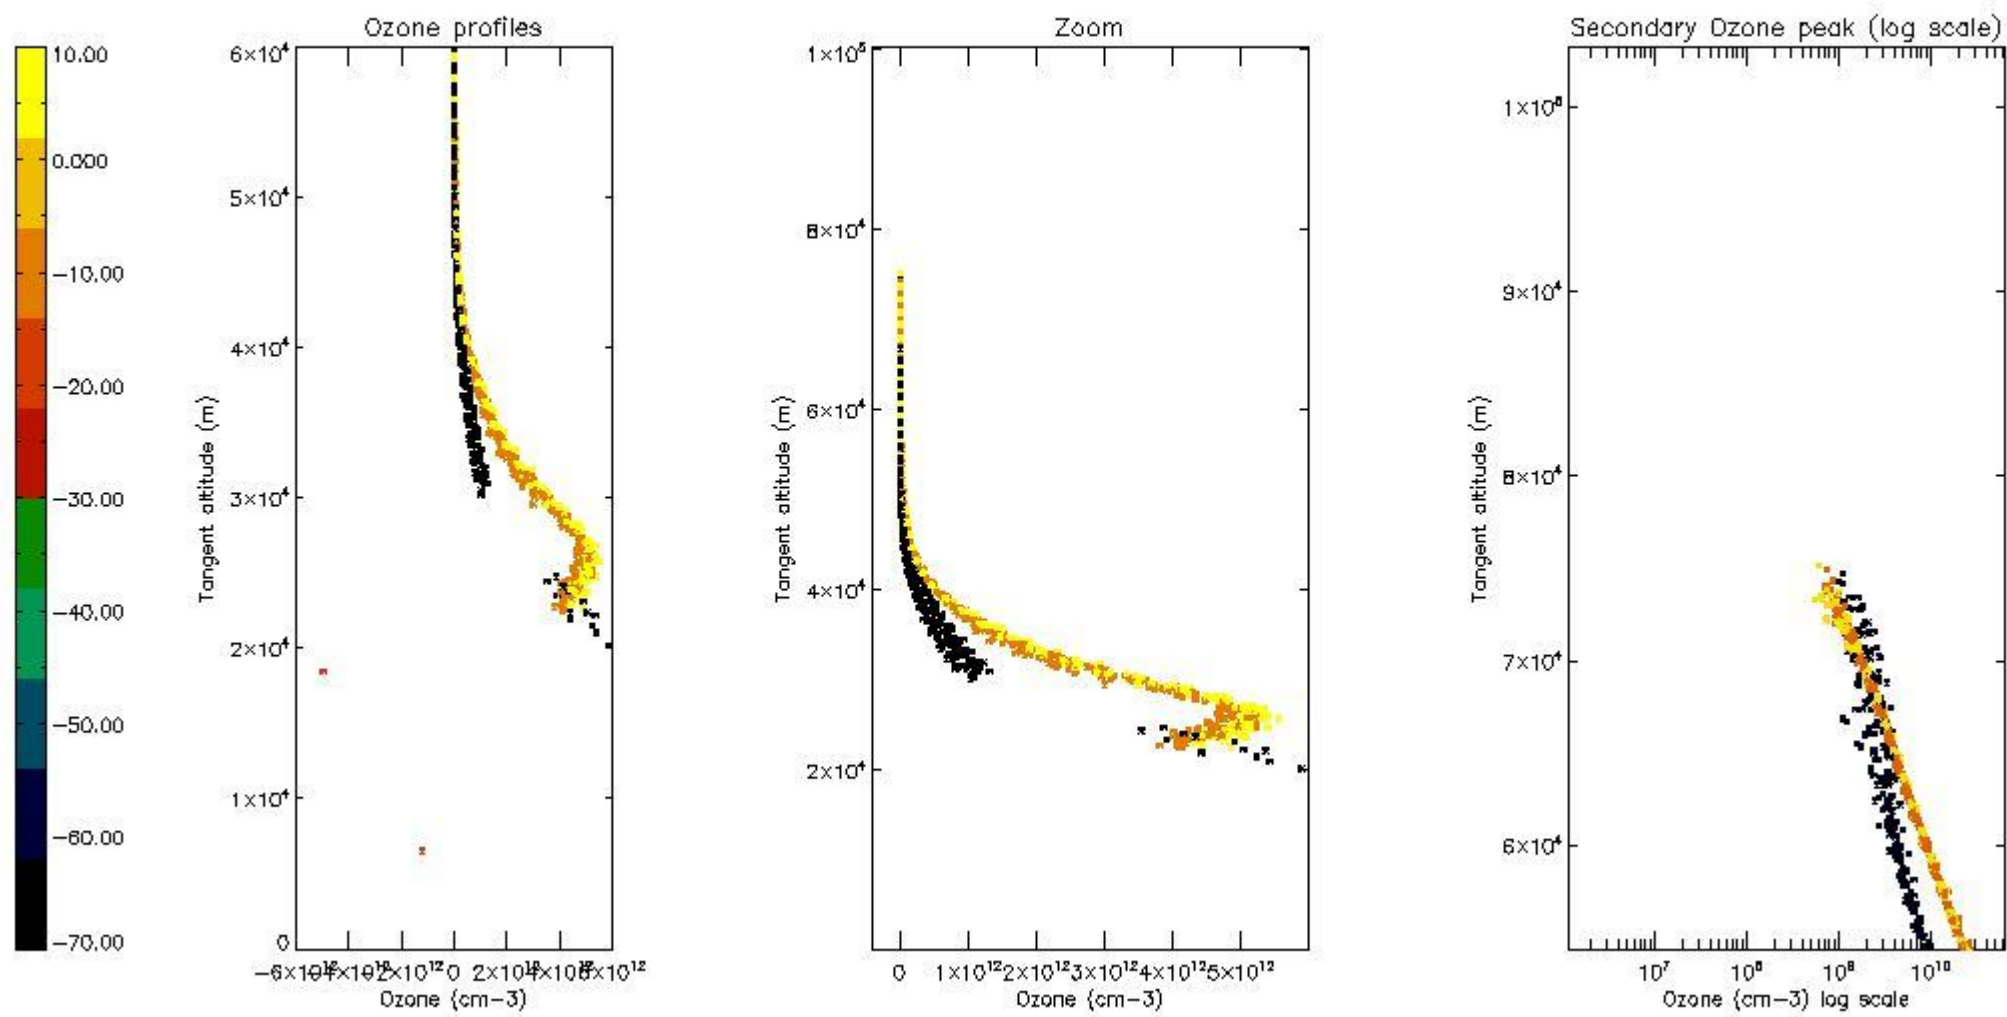 Ozone profiles
Zoom
Secondary Ozone peak (log scale)
10.00
0.000
−10.00
−20.00
−30.00
−40.00
−50.00
−60.00
−70.00
6×10⁴
5×10⁴
4×10⁴
3×10⁴
2×10⁴
1×10⁴
0
Tangent altitude (m)
0
Ozone (cm−3)
1×10⁵
8×10⁴
6×10⁴
4×10⁴
2×10⁴
Tangent altitude (m)
0 1×10¹² 2×10¹² 3×10¹² 4×10¹² 5×10¹²
Ozone (cm−3)
9×10⁴
8×10⁴
7×10⁴
6×10⁴
Tangent altitude (m)
10⁷ 10⁸ 10⁹ 10¹⁰
Ozone (cm−3) log scale